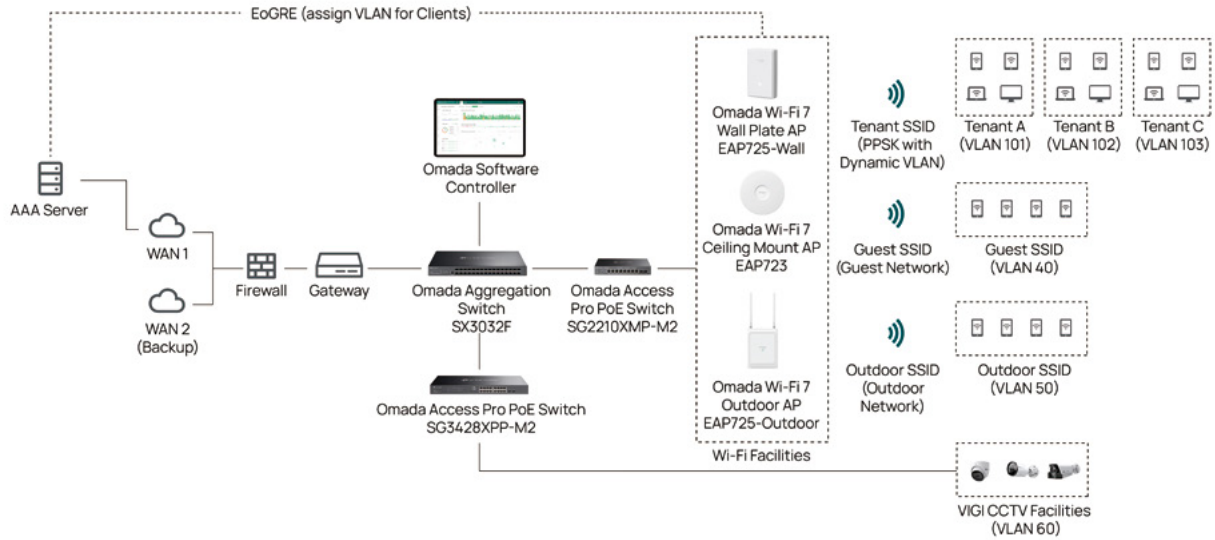 EoGRE (assign VLAN for Clients)
AAA Server
WAN 1
WAN 2
(Backup)
Firewall
Gateway
Omada Software
Controller
Omada Aggregation
Switch
SX3032F
Omada Access
Pro PoE Switch
SG2210XMP-M2
Omada Access Pro PoE Switch
SG3428XPP-M2
Omada Wi-Fi 7
Wall Plate AP
EAP725-Wall
Omada Wi-Fi 7
Ceiling Mount AP
EAP723
Omada Wi-Fi 7
Outdoor AP
EAP725-Outdoor
Wi-Fi Facilities
Tenant SSID
(PPSK with
Dynamic VLAN)
Tenant A
(VLAN 101)
Tenant B
(VLAN 102)
Tenant C
(VLAN 103)
Guest SSID
(Guest Network)
Guest SSID
(VLAN 40)
Outdoor SSID
(Outdoor
Network)
Outdoor SSID
(VLAN 50)
VIGI CCTV Facilities
(VLAN 60)